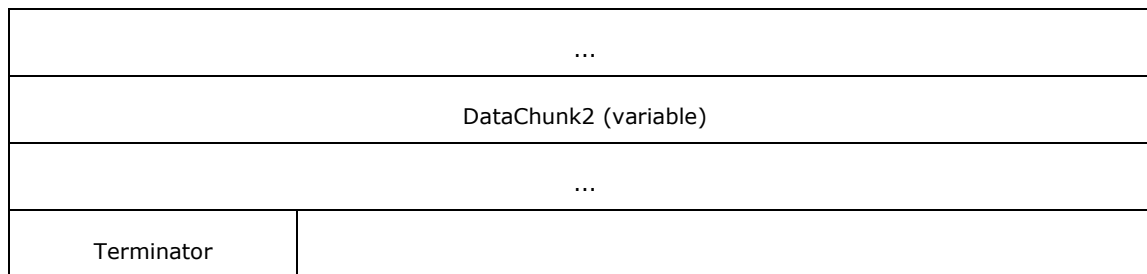 ...
DataChunk2 (variable)
...
Terminator